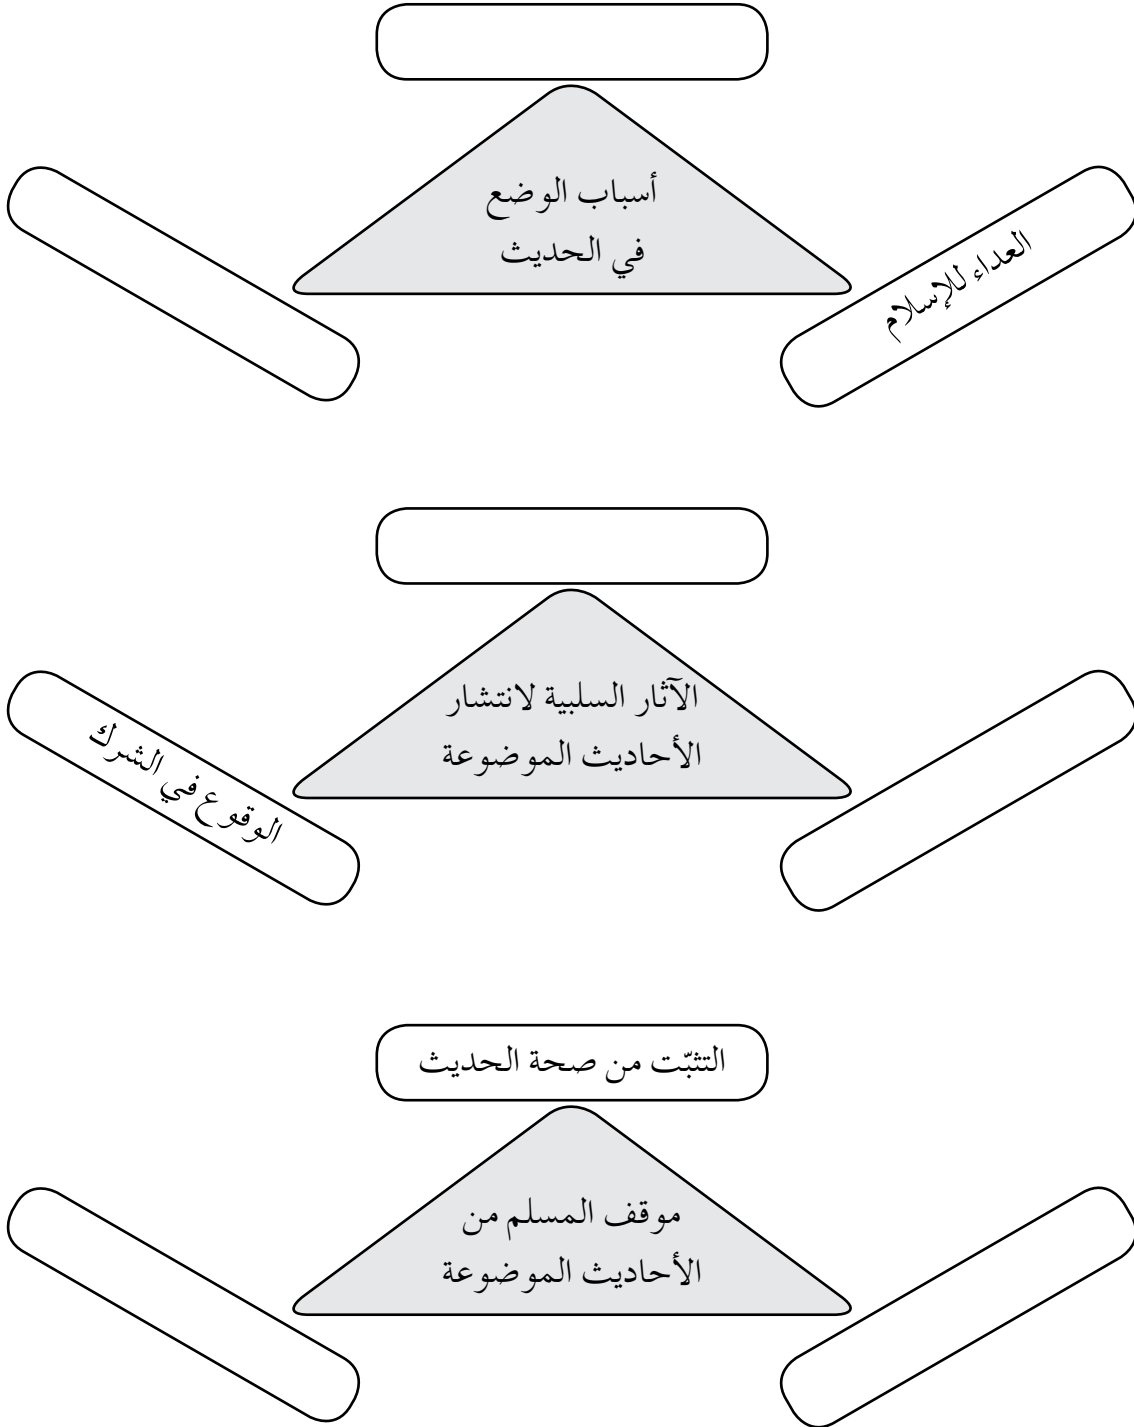 أسباب الوضع
في الحديث
العداء للإسلام
الآثار السلبية لانتشار
الأحاديث الموضوعة
الوقوع في الشرك
التثبّت من صحة الحديث
موقف المسلم من
الأحاديث الموضوعة